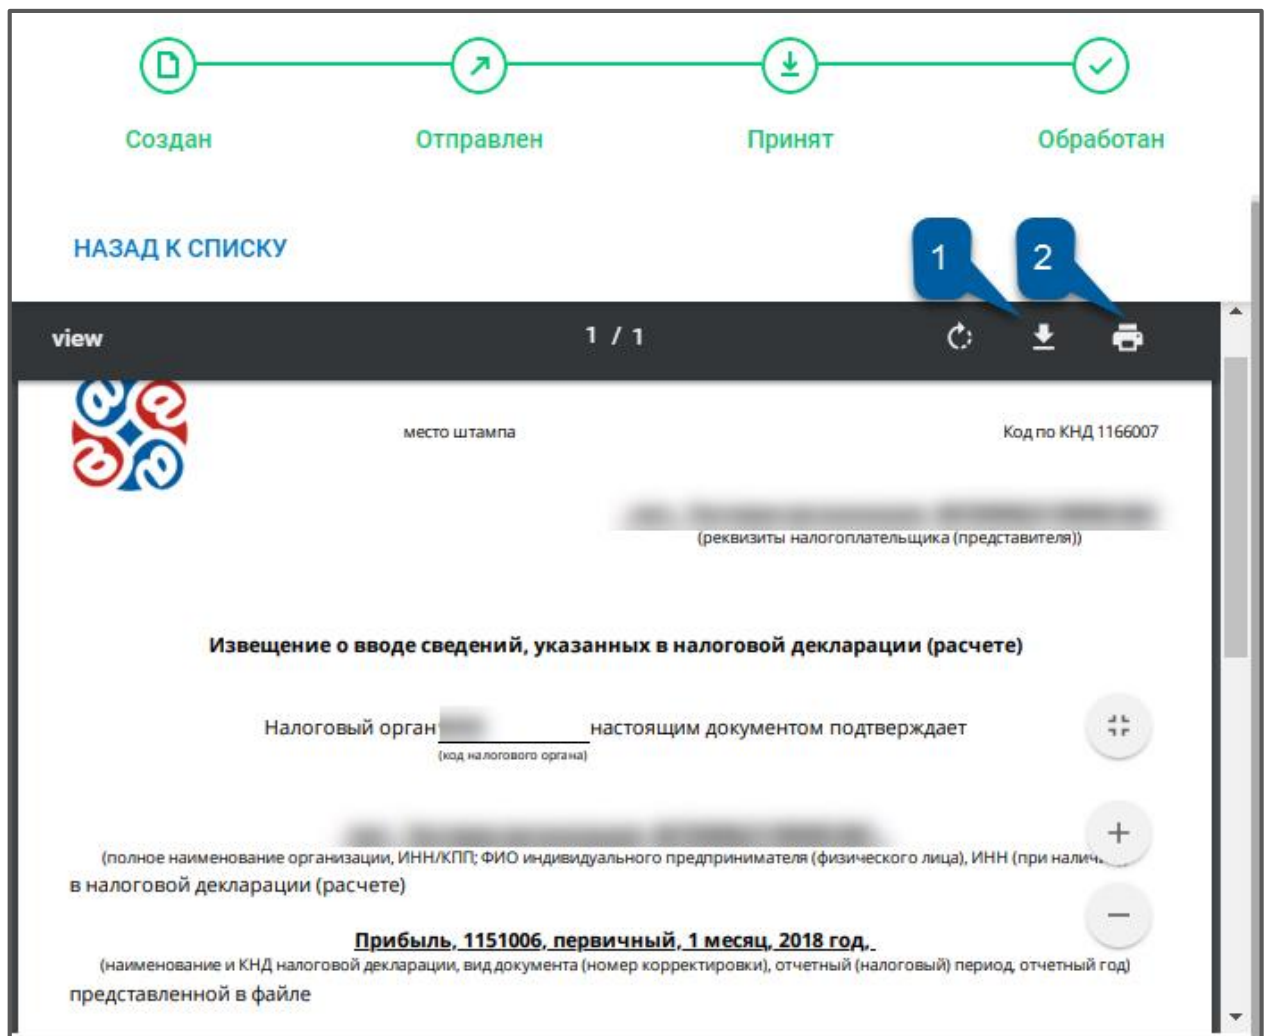 Создан Отправлен Принят Обработан
НАЗАД К СПИСКУ
1 2
view 1 / 1
место штампа Код по КНД 1166007
(реквизиты налогоплательщика (представителя))
Извещение о вводе сведений, указанных в налоговой декларации (расчете)
Налоговый орган настоящим документом подтверждает
(код налогового органа)
(полное наименование организации, ИНН/КПП; ФИО индивидуального предпринимателя (физического лица), ИНН (при
в налоговой декларации (расчете)
Прибыль, 1151006, первичный, 1 месяц, 2018 год,
(наименование и КНД налоговой декларации, вид документа (номер корректировки), отчетный (налоговый) период, отчетный год)
представленной в файле